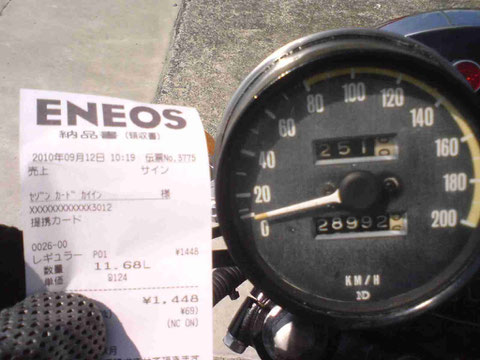 ENEOS
納品書 (領収書)
2010年09月12日 10:19 伝票No.9775
売上 サイン
ｾｿﾞﾝ ｶｰﾄﾞ ｶｲｲﾝ 様
XXXXXXXXXXXX3012
提携カード
0026-00
レギュラー P01 ¥1448
数量 11.68L
単価 @124
¥1,448
¥69)
(NC ON)
月
0
20
40
60
80
100
120
140
160
180
200
251
28992
KM/H